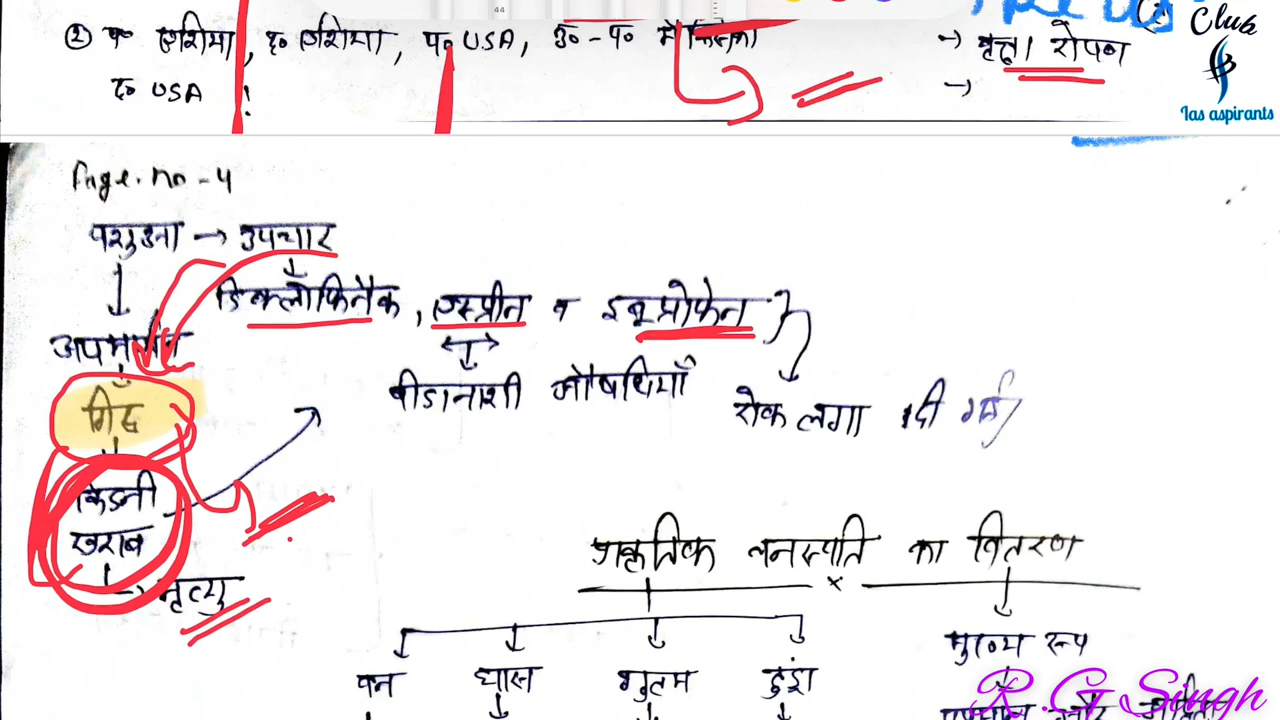 ② प० एशिया, द० एशिया, प० USA, उ०-प० मैक्सिको → वृक्षा रोपण
द० USA →
Club
Ias aspirants
Page. no - 4
पशुओं → उपचार
डिक्लोफिनैक, एस्प्रीन व इबूप्रोफेन
अपमार्जन
पीडानाशी औषधियाँ
रोक लगा दी गई
गिद्ध
किडनी
खराब
→ मृत्यु
प्राकृतिक वनस्पति का वितरण
वन घास गुल्म टुंड्रा मुख्य रूप
R.G Singh